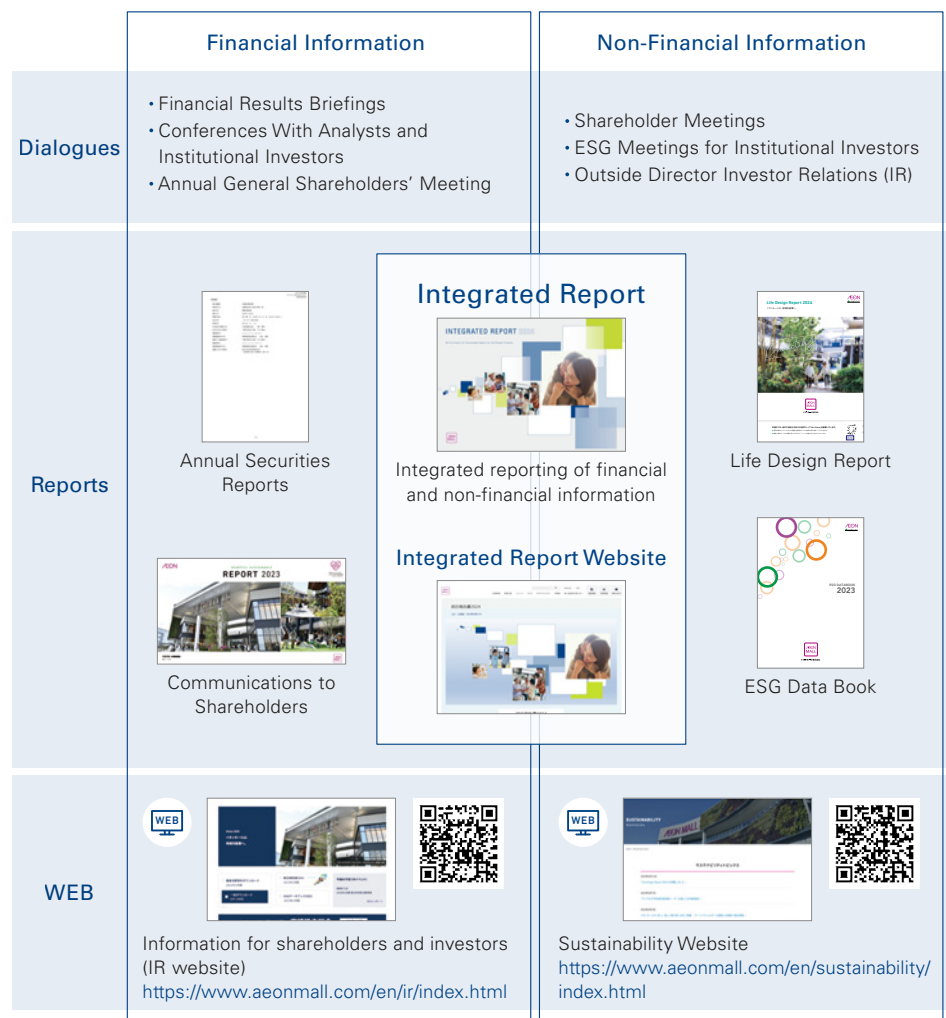 Financial Information
Non-Financial Information
Dialogues
・Financial Results Briefings
・Conferences With Analysts and
Institutional Investors
・Annual General Shareholders' Meeting
・Shareholder Meetings
・ESG Meetings for Institutional Investors
・Outside Director Investor Relations (IR)
Reports
Annual Securities
Reports
REPORT 2023
Communications to
Shareholders
Integrated Report
INTEGRATED REPORT
Integrated reporting of financial
and non-financial information
Integrated Report Website
Life Design Report 2024
Life Design Report
ESG DATABOOK
2023
AEON
MALL
ESG Data Book
WEB
WEB
Information for shareholders and investors
(IR website)
https://www.aeonmall.com/en/ir/index.html
WEB
SUSTAINABILITY
AEON MALL
Sustainability Website
https://www.aeonmall.com/en/sustainability/
index.html